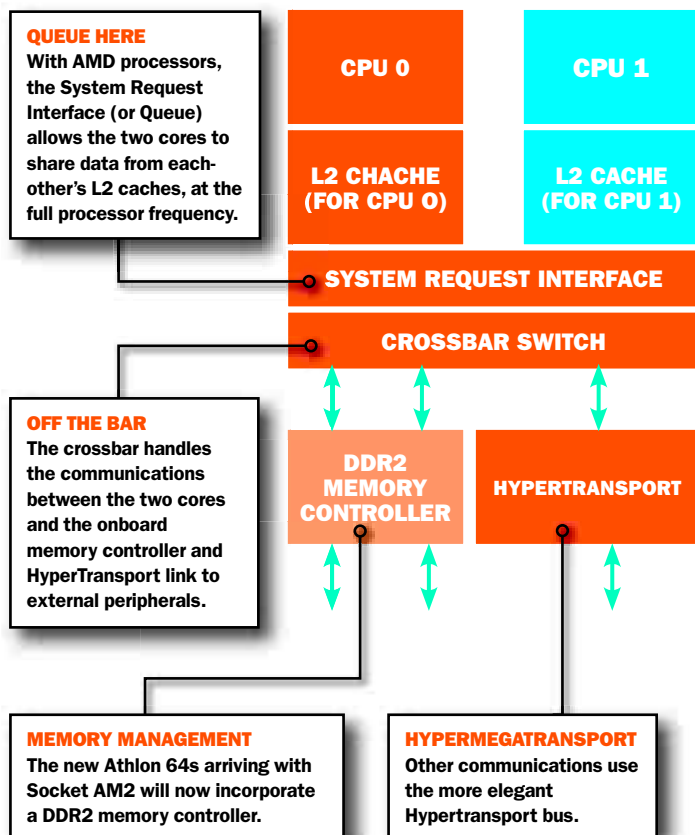 QUEUE HERE
With AMD processors,
the System Request
Interface (or Queue)
allows the two cores to
share data from each-
other's L2 caches, at the
full processor frequency.
CPU 0
CPU 1
L2 CHACHE
(FOR CPU O)
L2 CACHE
(FOR CPU 1)
SYSTEM REQUEST INTERFACE
CROSSBAR SWITCH
OFF THE BAR
The crossbar handles
the communications
between the two cores
and the onboard
memory controller and
HyperTransport link to
external peripherals.
DDR2
MEMORY
CONTROLLER
HYPERTRANSPORT
MEMORY MANAGEMENT
The new Athlon 64s arriving with
Socket AM2 will now incorporate
a DDR2 memory controller.
HYPERMEGATRANSPORT
Other communications use
the more elegant
Hypertransport bus.